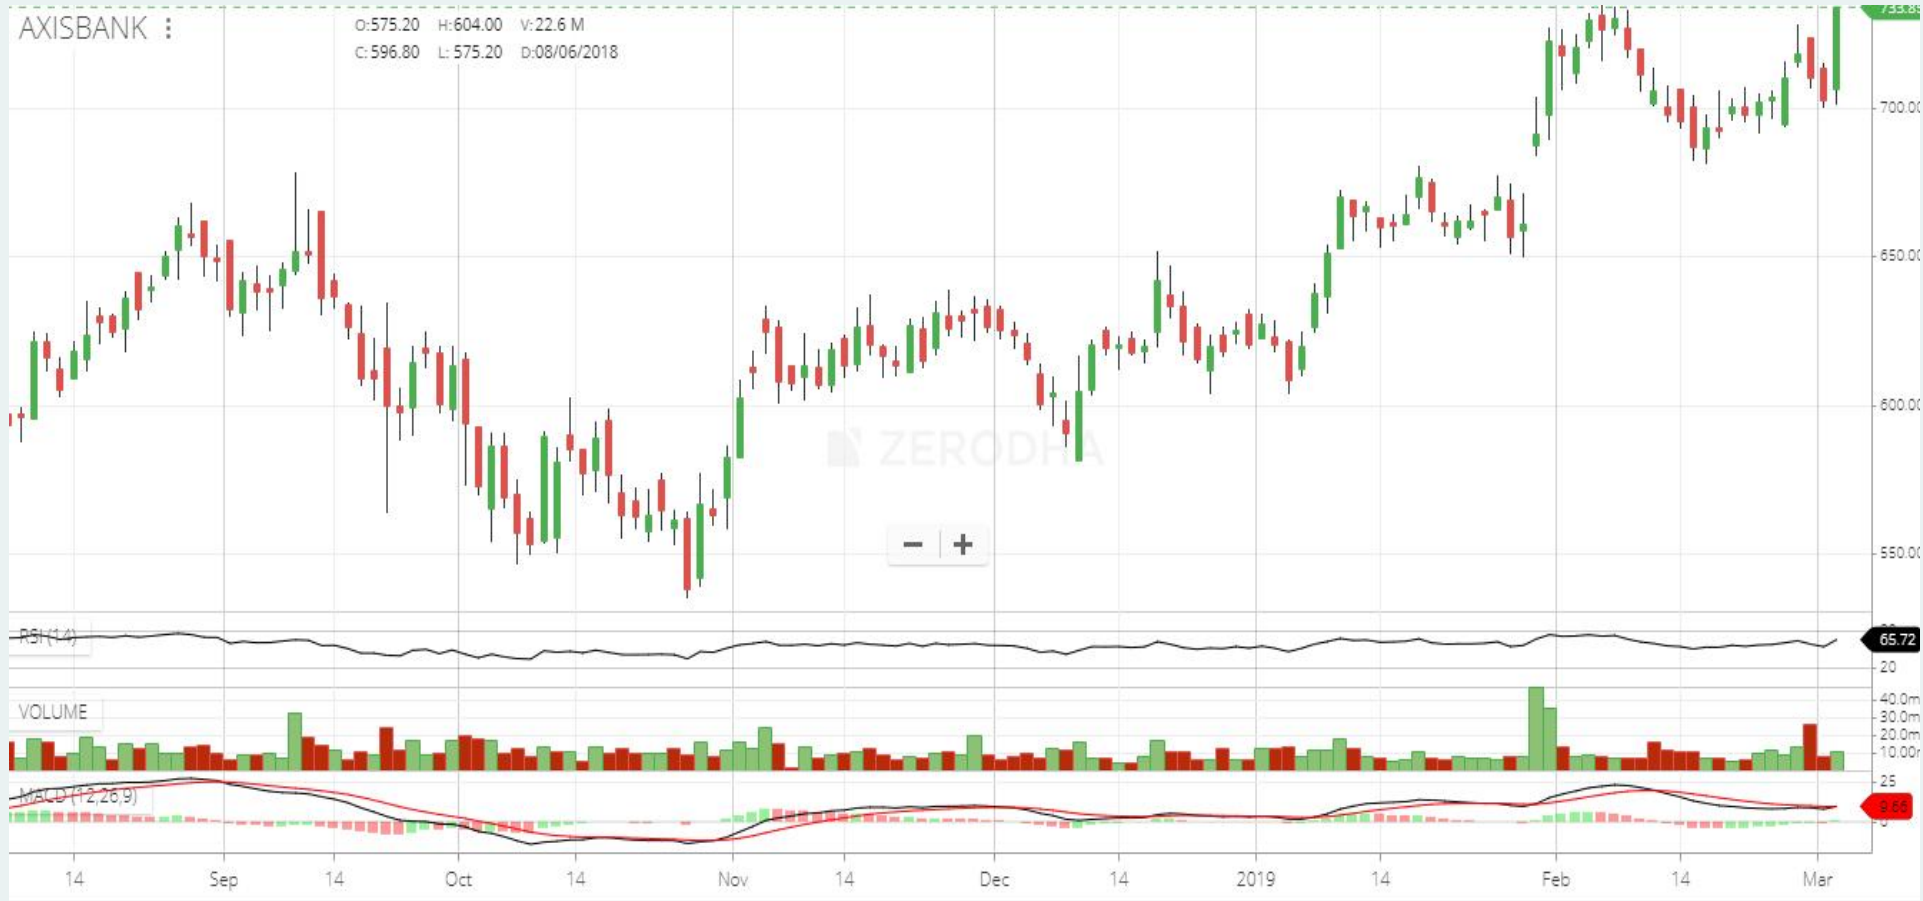 AXISBANK
O:575.20 H:604.00 V:22.6 M
C:596.80 L: 575.20 D:08/06/2018
733.85
700.00
650.00
600.00
ZERODHA
550.00
RSI (14)
65.72
20
VOLUME
40.0m
30.0m
20.0m
10.00m
MACD (12,26,9)
25
9.66
0
14 Sep 14 Oct 14 Nov 14 Dec 14 2019 14 Feb 14 Mar